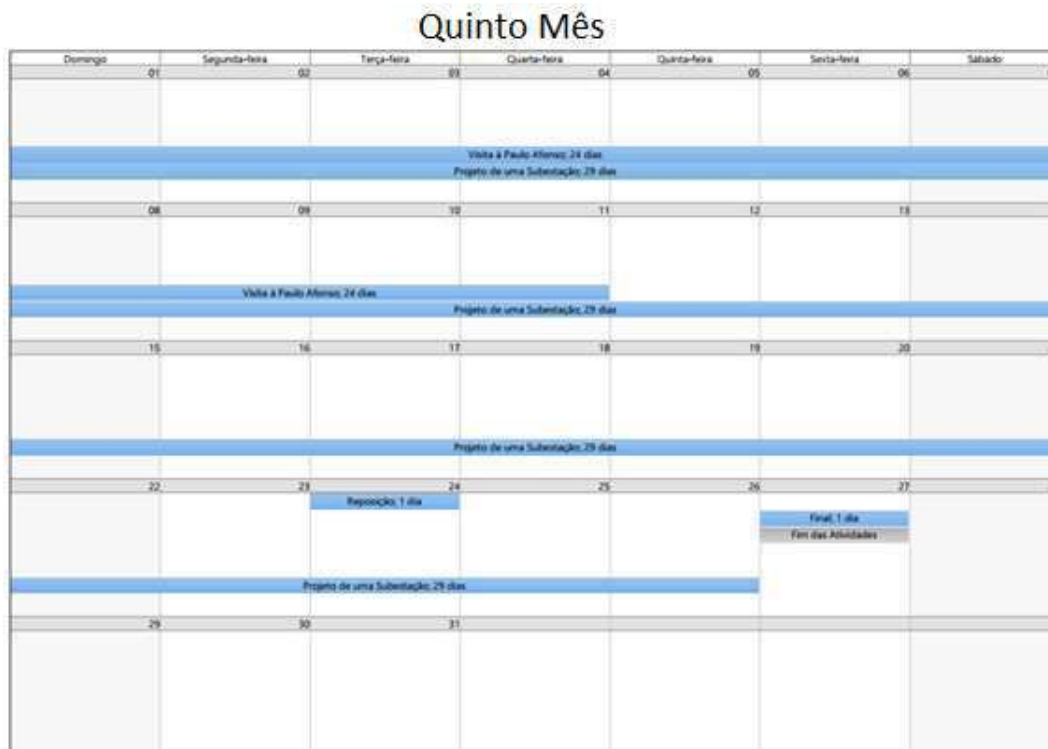 Quinto Mês
Domingo Segunda-feira Terça-feira Quarta-feira Quinta-feira Sexta-feira Sábado
01 02 03 04 05 06
Visita à Paulo Afonso; 24 dias
Projeto de uma Subestação; 29 dias
08 09 10 11 12 13
Visita à Paulo Afonso; 24 dias
Projeto de uma Subestação; 29 dias
15 16 17 18 19 20
Projeto de uma Subestação; 29 dias
22 23 24 25 26 27
Reposição; 1 dia
Final; 1 dia
Fim das Atividades
Projeto de uma Subestação; 29 dias
29 30 31